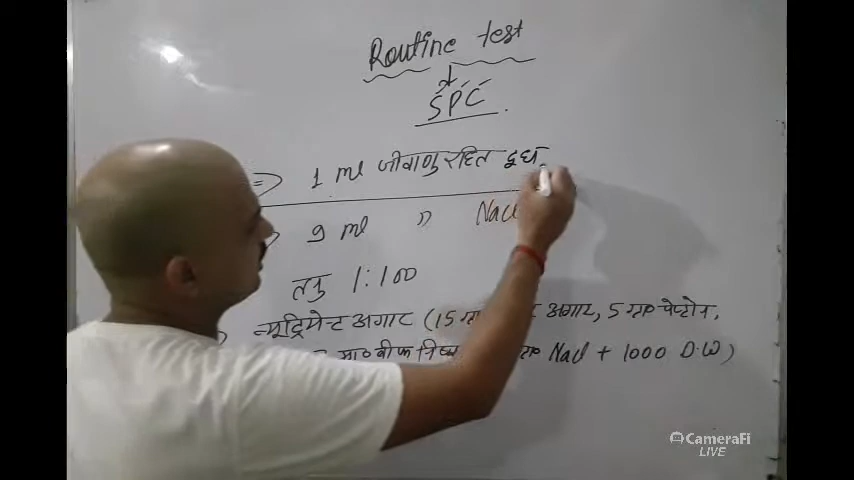 Routine test
SPC
=> 1 ml जीवाणु रहित दुध
9 ml " NaCl
तनु 1:100
न्यूट्रिमेन्ट अगार (15 ग्राम अगार, 5 ग्राम पेप्टोन,
NaCl + 1000 D.W)
CameraFi
LIVE